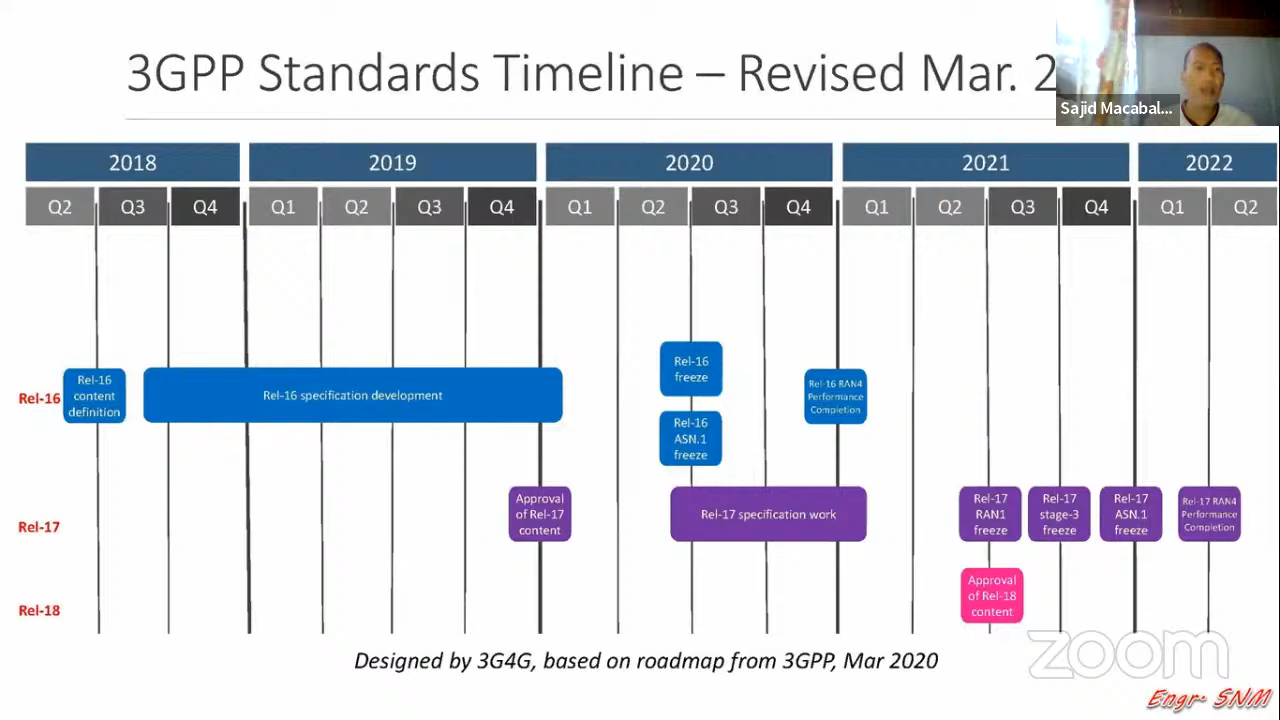 3GPP Standards Timeline – Revised Mar. 2
Sajid Macabal...
2018 2019 2020 2021 2022
Q2 Q3 Q4 Q1 Q2 Q3 Q4 Q1 Q2 Q3 Q4 Q1 Q2 Q3 Q4 Q1 Q2
Rel-16
Rel-16
content
definition
Rel-16 specification development
Rel-16
freeze
Rel-16
ASN.1
freeze
Rel-16 RAN4
Performance
Completion
Rel-17
Approval
of Rel-17
content
Rel-17 specification work
Rel-17
RAN1
freeze
Rel-17
stage-3
freeze
Rel-17
ASN.1
freeze
Rel-17 RAN4
Performance
Completion
Rel-18
Approval
of Rel-18
content
Designed by 3G4G, based on roadmap from 3GPP, Mar 2020
zoom
Engr. SNM